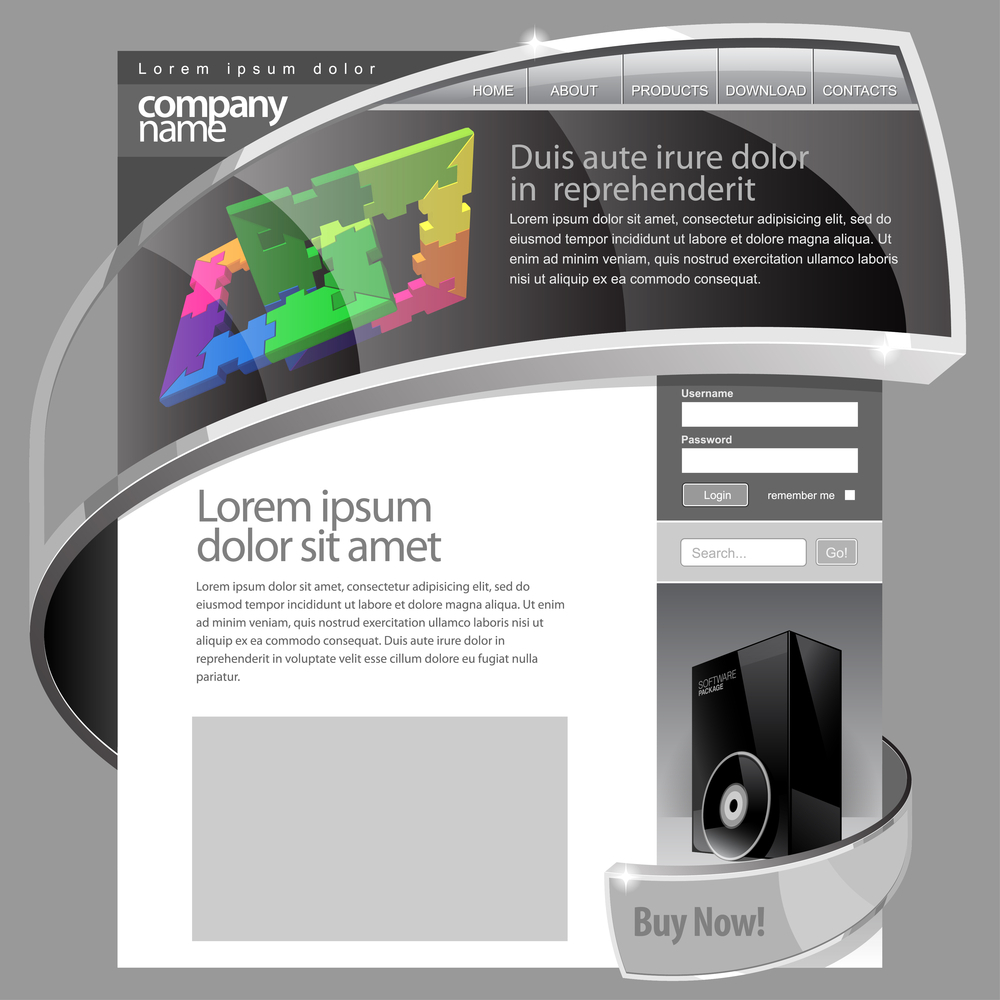 Lorem ipsum dolor
company
name
HOME ABOUT PRODUCTS DOWNLOAD CONTACTS
Duis aute irure dolor
in reprehenderit
Lorem ipsum dolor sit amet, consectetur adipisicing elit, sed do
eiusmod tempor incididunt ut labore et dolore magna aliqua. Ut
enim ad minim veniam, quis nostrud exercitation ullamco laboris
nisi ut aliquip ex ea commodo consequat.
Username
Password
Login remember me
Search... Go!
Lorem ipsum
dolor sit amet
Lorem ipsum dolor sit amet, consectetur adipisicing elit, sed do
eiusmod tempor incididunt ut labore et dolore magna aliqua. Ut enim
ad minim veniam, quis nostrud exercitation ullamco laboris nisi ut
aliquip ex ea commodo consequat. Duis aute irure dolor in
reprehenderit in voluptate velit esse cillum dolore eu fugiat nulla
pariatur.
SOFTWARE
PACKAGE
Buy Now!